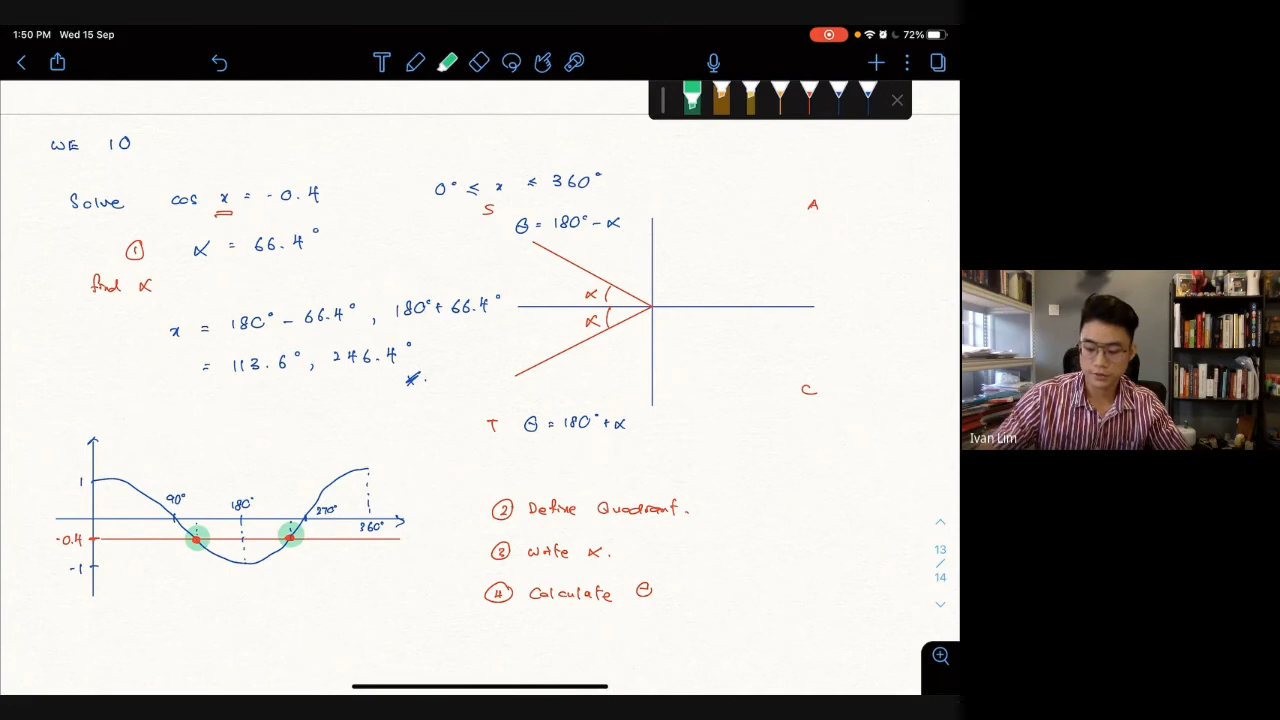 1:50 PM Wed 15 Sep
72%
WE 10
Solve cos x = -0.4
0° ≤ x ≤ 360°
① α = 66.4°
find α
x = 180° - 66.4°, 180° + 66.4°
= 113.6°, 246.4°
S
A
θ = 180° - α
α
α
C
T θ = 180° + α
1
90°
180°
270°
360°
-0.4
-1
② Define Quadrant.
③ Write α.
④ Calculate θ
13
/
14
Ivan Lim